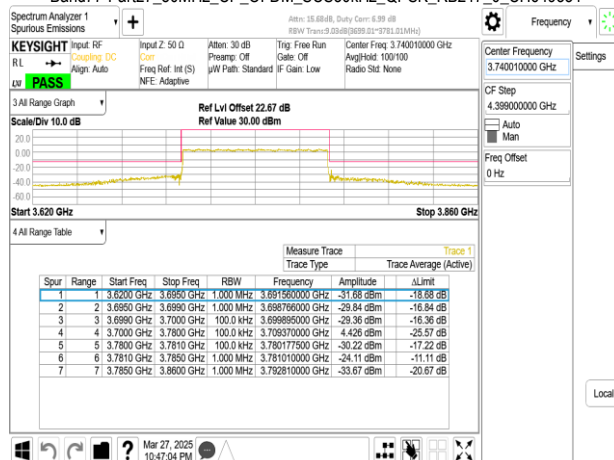 Spectrum Analyzer 1
Spurious Emissions
Attn: 15.68dB, Duty Corr: 6.99 dB
RBW Trans:9.03dB(3699.01*3781.01MHz)
Frequency
Settings
KEYSIGHT
RL
PASS
Input: RF
Coupling: DC
Align: Auto
Input Z: 50 Ω
Corr
Freq Ref: Int (S)
NFE: Adaptive
Atten: 30 dB
Preamp: Off
µW Path: Standard
Trig: Free Run
Gate: Off
IF Gain: Low
Center Freq: 3.740010000 GHz
Avg|Hold: 100/100
Radio Std: None
Center Frequency
3.740010000 GHz
CF Step
4.399000000 GHz
Auto
Man
Freq Offset
0 Hz
3 All Range Graph
Scale/Div 10.0 dB
Ref Lvl Offset 22.67 dB
Ref Value 30.00 dBm
20.0
0.00
-20.0
-40.0
-60.0
Start 3.620 GHz
Stop 3.860 GHz
4 All Range Table
Measure Trace Trace 1
Trace Type Trace Average (Active)
Spur Range Start Freq Stop Freq RBW Frequency Amplitude ΔLimit
1 1 3.6200 GHz 3.6950 GHz 1.000 MHz 3.691560000 GHz -31.68 dBm -18.68 dB
2 2 3.6950 GHz 3.6990 GHz 1.000 MHz 3.698766000 GHz -29.84 dBm -16.84 dB
3 3 3.6990 GHz 3.7000 GHz 100.0 kHz 3.699895000 GHz -29.36 dBm -16.36 dB
4 4 3.7000 GHz 3.7800 GHz 100.0 kHz 3.709370000 GHz 4.426 dBm -25.57 dB
5 5 3.7800 GHz 3.7810 GHz 100.0 kHz 3.780177500 GHz -30.22 dBm -17.22 dB
6 6 3.7810 GHz 3.7850 GHz 1.000 MHz 3.781010000 GHz -24.11 dBm -11.11 dB
7 7 3.7850 GHz 3.8600 GHz 1.000 MHz 3.792810000 GHz -33.67 dBm -20.67 dB
Local
Mar 27, 2025
10:47:04 PM